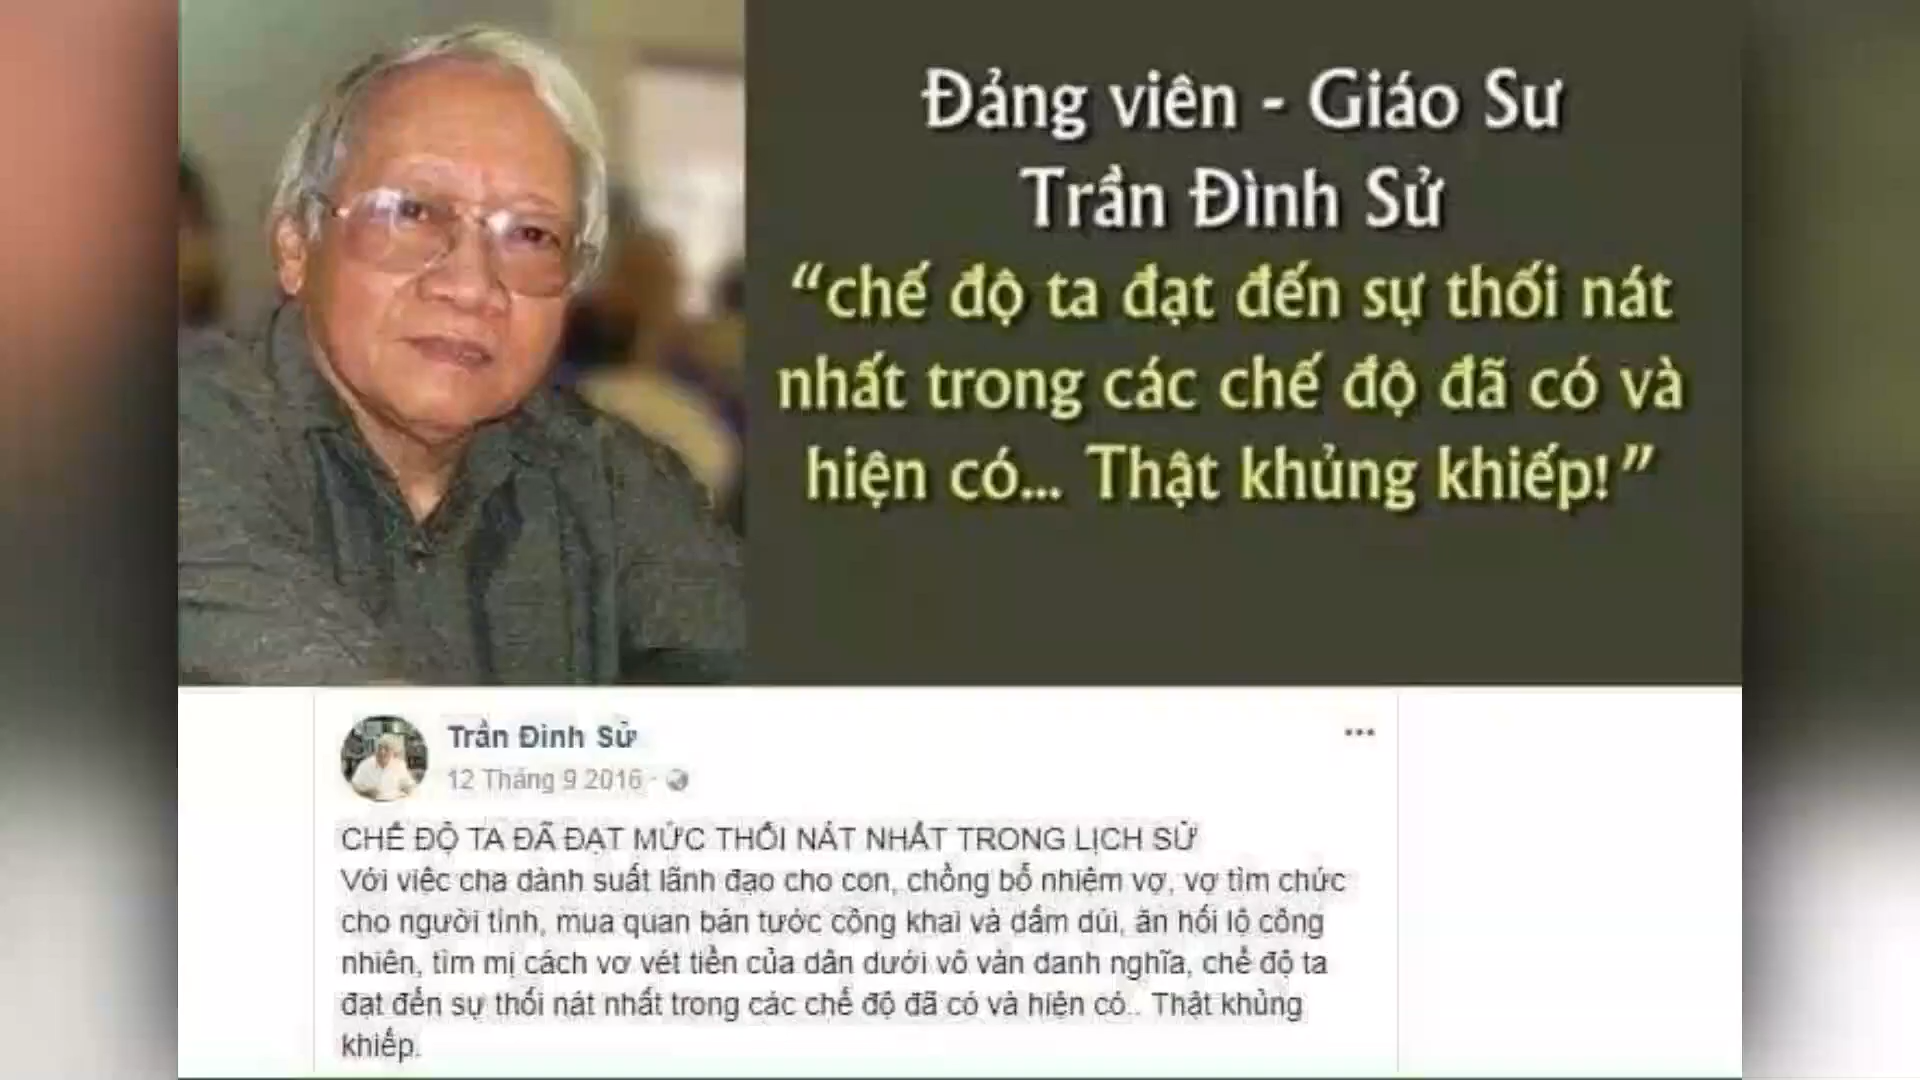 Đảng viên - Giáo Sư
Trần Đình Sử
“chế độ ta đạt đến sự thối nát
nhất trong các chế độ đã có và
hiện có... Thật khủng khiếp!”
Trần Đình Sử
12 Tháng 9 2016 ·
CHẾ ĐỘ TA ĐÃ ĐẠT MỨC THỐI NÁT NHẤT TRONG LỊCH SỬ
Với việc cha dành suất lãnh đạo cho con, chồng bổ nhiệm vợ, vợ tìm chức
cho người tình, mua quan bán tước công khai và dấm dúi, ăn hối lộ công
nhiên, tìm mị cách vơ vét tiền của dân dưới vô vàn danh nghĩa, chế độ ta
đạt đến sự thối nát nhất trong các chế độ đã có và hiện có.. Thật khủng
khiếp.